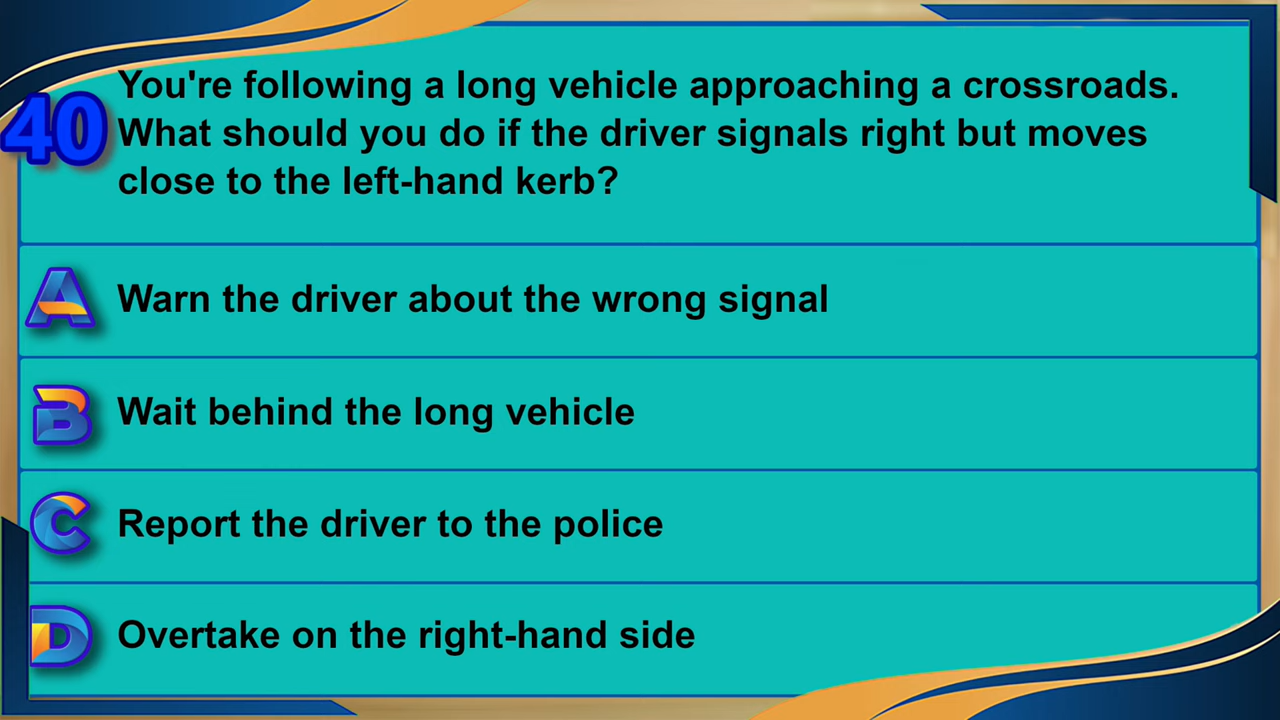 40
You're following a long vehicle approaching a crossroads.
What should you do if the driver signals right but moves
close to the left-hand kerb?
A Warn the driver about the wrong signal
B Wait behind the long vehicle
C Report the driver to the police
D Overtake on the right-hand side